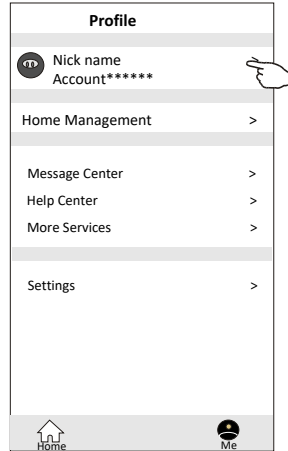 Profile
Nick name
Account******
Home Management >
Message Center >
Help Center >
More Services >
Settings >
Home Me